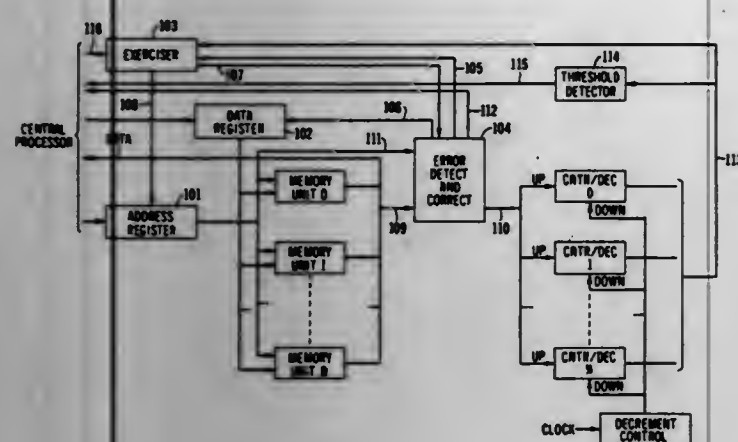 116
103
EXERCISER
107
105
115
114
THRESHOLD
DETECTOR
108
DATA
REGISTER
102
106
112
104
CENTRAL
PROCESSOR
DATA
111
ERROR
DETECT
AND
CORRECT
101
ADDRESS
REGISTER
MEMORY
UNIT 0
109
110
UP
CNTR/DEC
0
DOWN
MEMORY
UNIT 1
UP
CNTR/DEC
1
DOWN
MEMORY
UNIT N
UP
CNTR/DEC
N
DOWN
CLOCK
DECREMENT
CONTROL